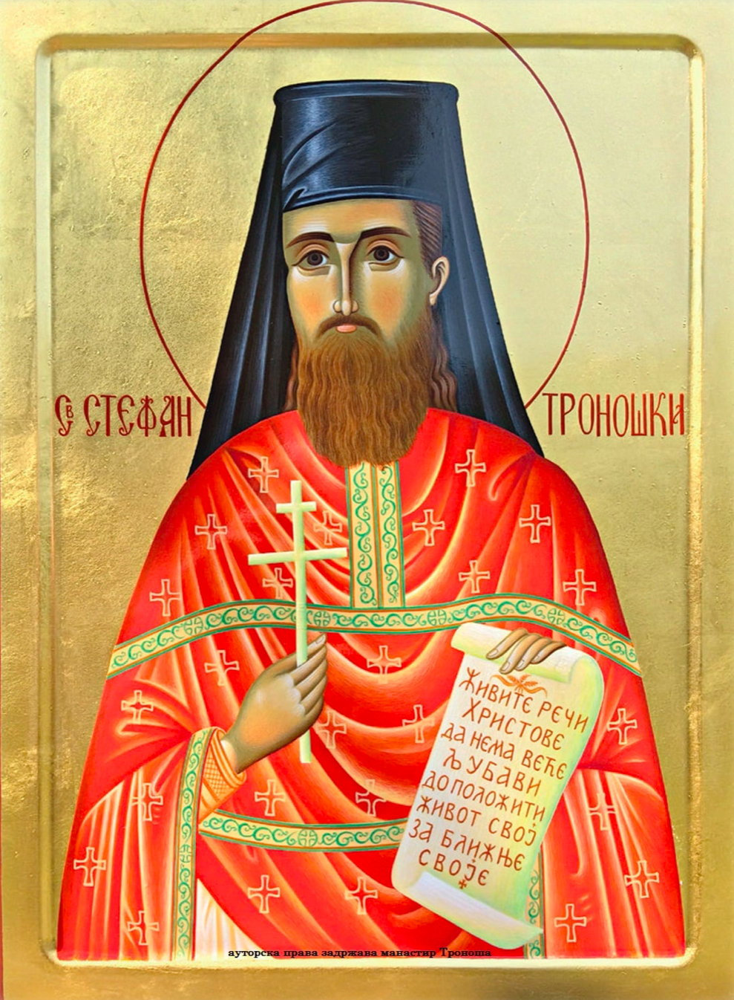 Св СТЕФАН ТРОНОШКИ
ЖИВИТЕ РЕЧИ
ХРИСТОВЕ
ДА НЕМА ВЕЋЕ
ЉУБАВИ
ДО ПОЛОЖИТИ
ЖИВОТ СВОЈ
ЗА БЛИЖЊЕ
СВОЈЕ
ауторска права задржава манастир Троноша